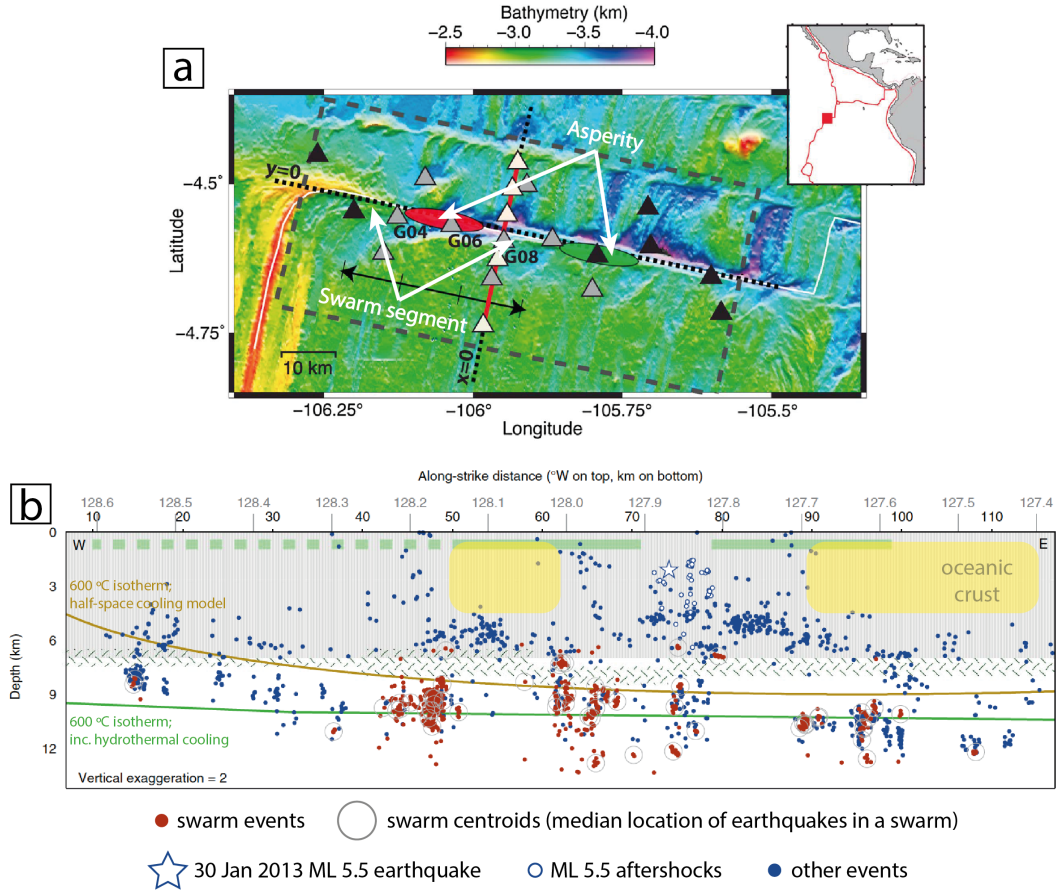 Bathymetry (km)
−2.5 −3.0 −3.5 −4.0
a
Asperity
y=0
−4.5°
G04
G06
G08
Latitude
Swarm segment
−4.75°
10 km
x=0
−106.25° −106° −105.75° −105.5°
Longitude
Along-strike distance (°W on top, km on bottom)
b
128.6 128.5 128.4 128.3 128.2 128.1 128.0 127.9 127.8 127.7 127.6 127.5 127.4
10 20 30 40 50 60 70 80 90 100 110
0
W
E
3
600 ºC isotherm;
half-space cooling model
oceanic
crust
6
Depth (km)
9
600 ºC isotherm;
inc. hydrothermal cooling
12
Vertical exaggeration = 2
swarm events
swarm centroids (median location of earthquakes in a swarm)
30 Jan 2013 ML 5.5 earthquake
ML 5.5 aftershocks
other events